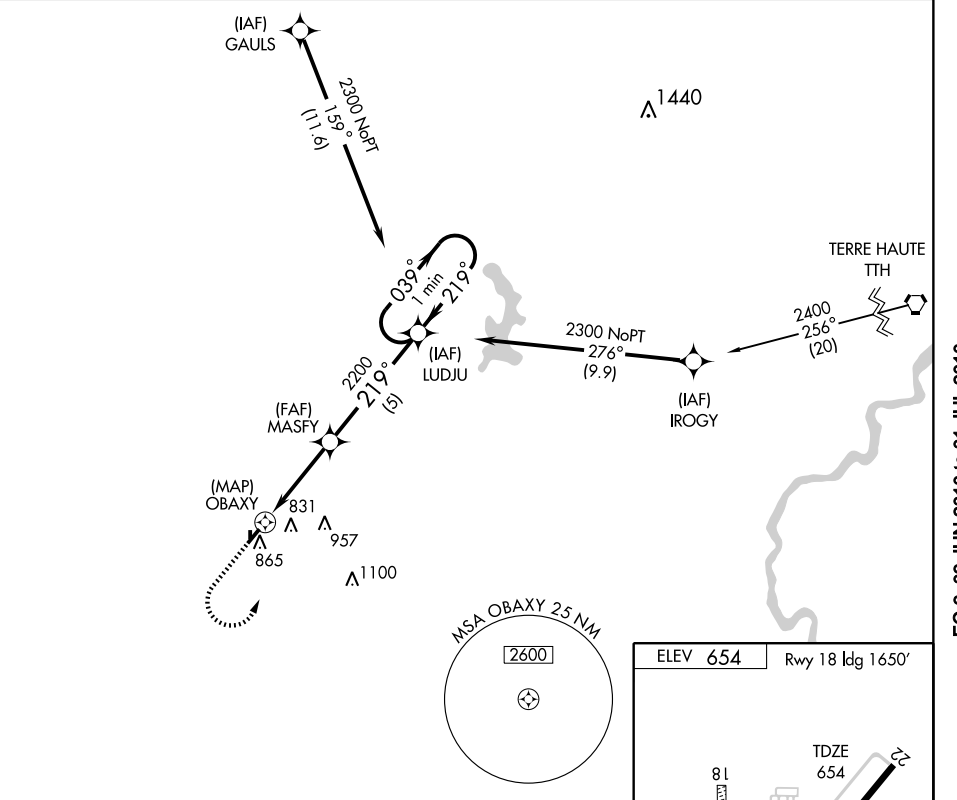 (IAF)
GAULS
2300 NoPT
159°
(11.6)
1440
TERRE HAUTE
TTH
039°
1 min
219°
2400
256°
(20)
2300 NoPT
276°
(9.9)
(IAF)
LUDJU
2200
219°
(5)
(IAF)
IROGY
(FAF)
MASFY
(MAP)
OBAXY
831
957
865
1100
MSA OBAXY 25 NM
2600
ELEV 654
Rwy 18 ldg 1650'
TDZE
654
22
18